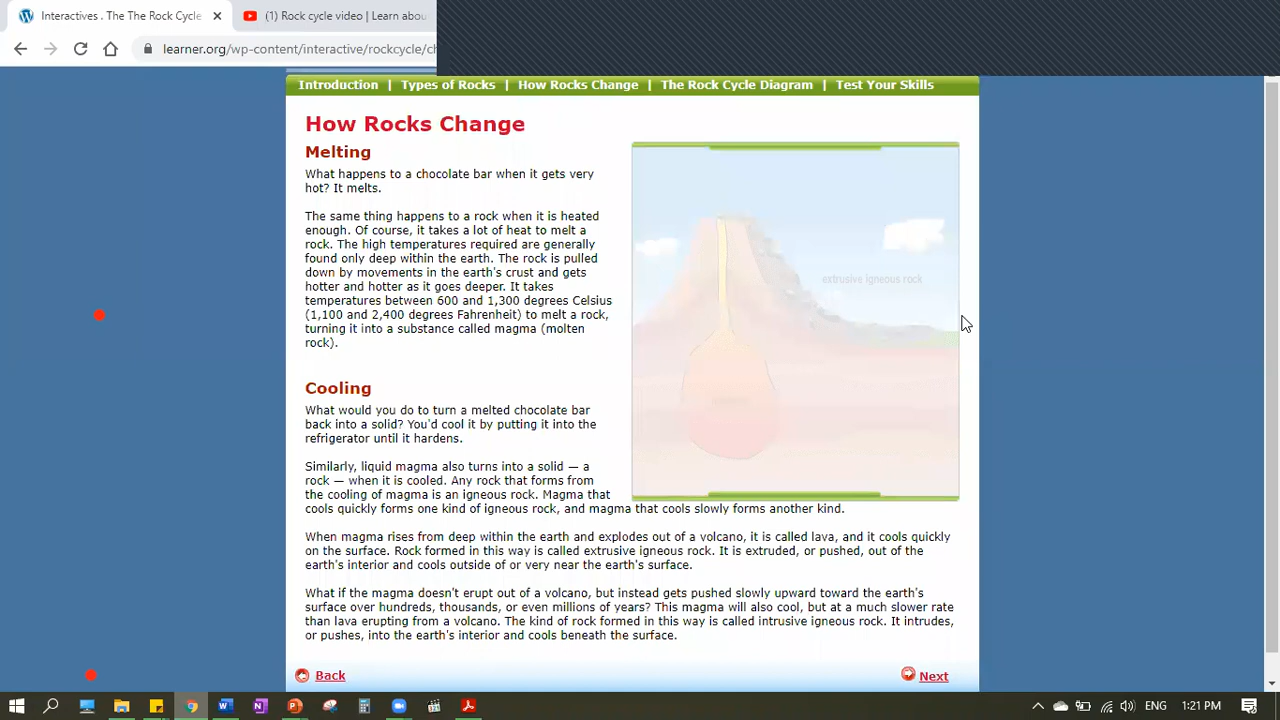 Interactives . The The Rock Cycle
(1) Rock cycle video | Learn abou
learner.org/wp-content/interactive/rockcycle/ch
Introduction | Types of Rocks | How Rocks Change | The Rock Cycle Diagram | Test Your Skills
How Rocks Change
Melting
What happens to a chocolate bar when it gets very
hot? It melts.
The same thing happens to a rock when it is heated
enough. Of course, it takes a lot of heat to melt a
rock. The high temperatures required are generally
found only deep within the earth. The rock is pulled
down by movements in the earth's crust and gets
hotter and hotter as it goes deeper. It takes
temperatures between 600 and 1,300 degrees Celsius
(1,100 and 2,400 degrees Fahrenheit) to melt a rock,
turning it into a substance called magma (molten
rock).
extrusive igneous rock
Cooling
What would you do to turn a melted chocolate bar
back into a solid? You'd cool it by putting it into the
refrigerator until it hardens.
Similarly, liquid magma also turns into a solid — a
rock — when it is cooled. Any rock that forms from
the cooling of magma is an igneous rock. Magma that
cools quickly forms one kind of igneous rock, and magma that cools slowly forms another kind.
When magma rises from deep within the earth and explodes out of a volcano, it is called lava, and it cools quickly
on the surface. Rock formed in this way is called extrusive igneous rock. It is extruded, or pushed, out of the
earth's interior and cools outside of or very near the earth's surface.
What if the magma doesn't erupt out of a volcano, but instead gets pushed slowly upward toward the earth's
surface over hundreds, thousands, or even millions of years? This magma will also cool, but at a much slower rate
than lava erupting from a volcano. The kind of rock formed in this way is called intrusive igneous rock. It intrudes,
or pushes, into the earth's interior and cools beneath the surface.
Back
Next
ENG
1:21 PM